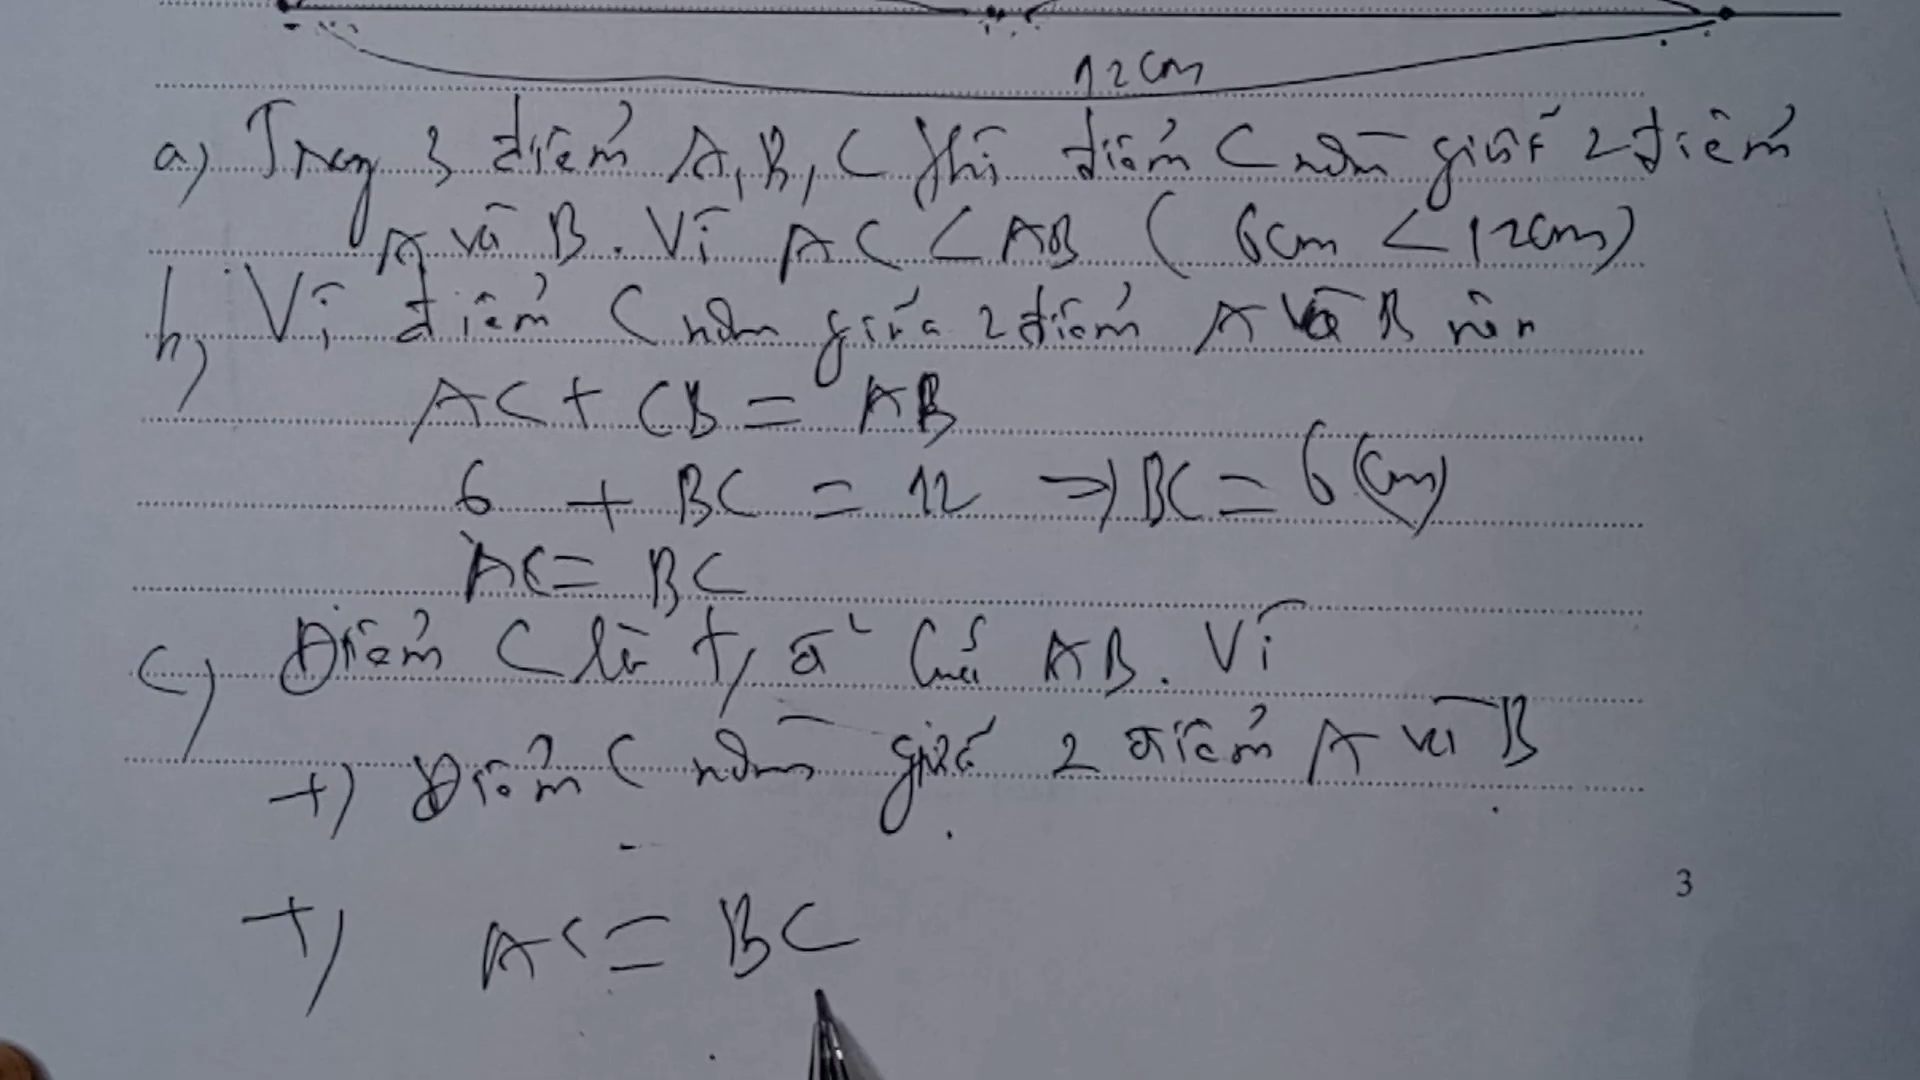 12cm
a) Trong 3 điểm A, B, C thì điểm C nằm giữa 2 điểm
A và B. Vì AC < AB ( 6cm < 12cm)
b) Vì điểm C nằm giữa 2 điểm A và B nên
AC + CB = AB
6 + BC = 12 => BC = 6 (cm)
AC = BC
c) Điểm C là t/đ của AB. Vì
+) Điểm C nằm giữa 2 điểm A và B
3
+) AC = BC